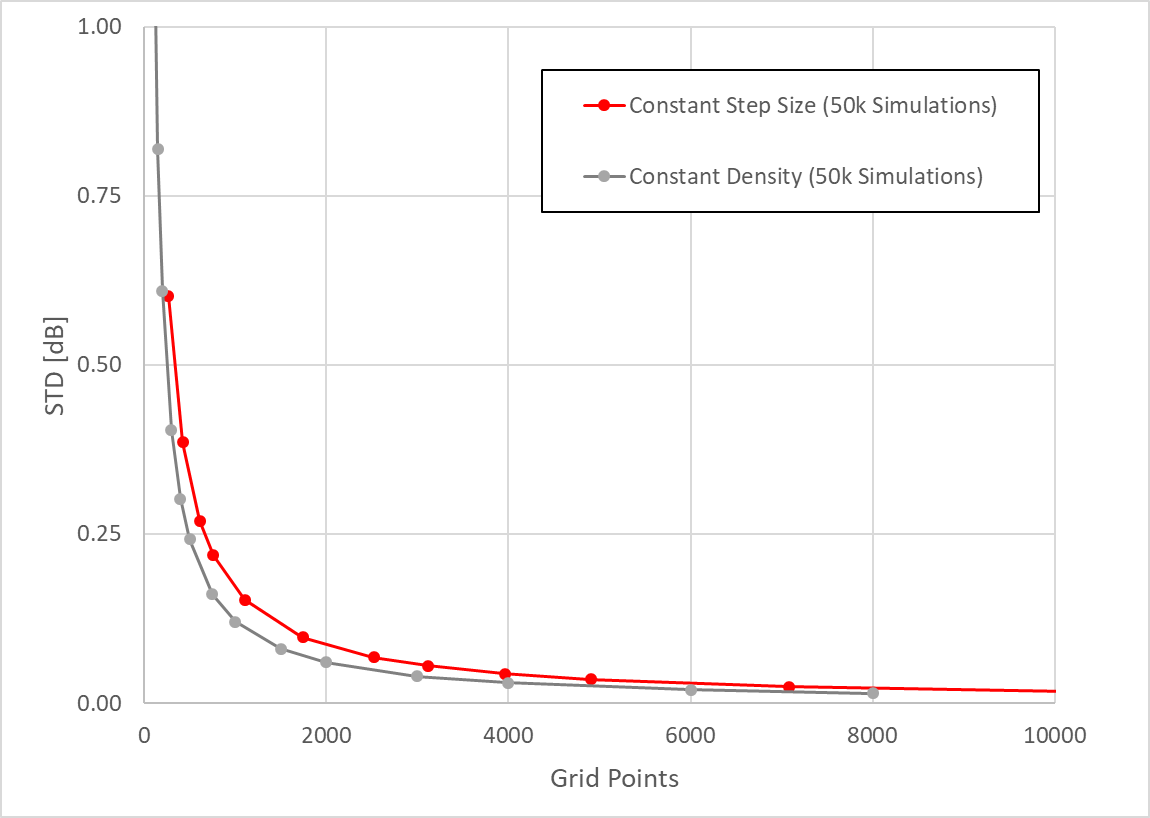 1.00
Constant Step Size (50k Simulations)
Constant Density (50k Simulations)
0.75
0.50
STD [dB]
0.25
0.00
0 2000 4000 6000 8000 10000
Grid Points